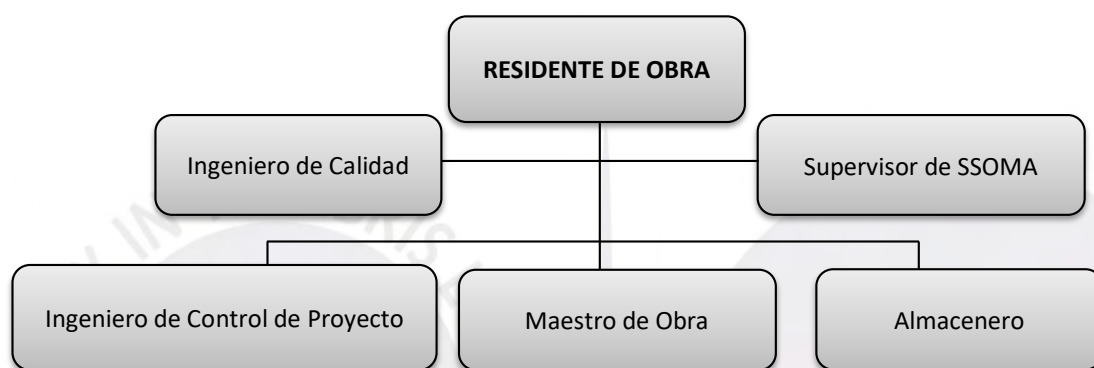 RESIDENTE DE OBRA
Ingeniero de Calidad
Supervisor de SSOMA
Ingeniero de Control de Proyecto
Maestro de Obra
Almacenero